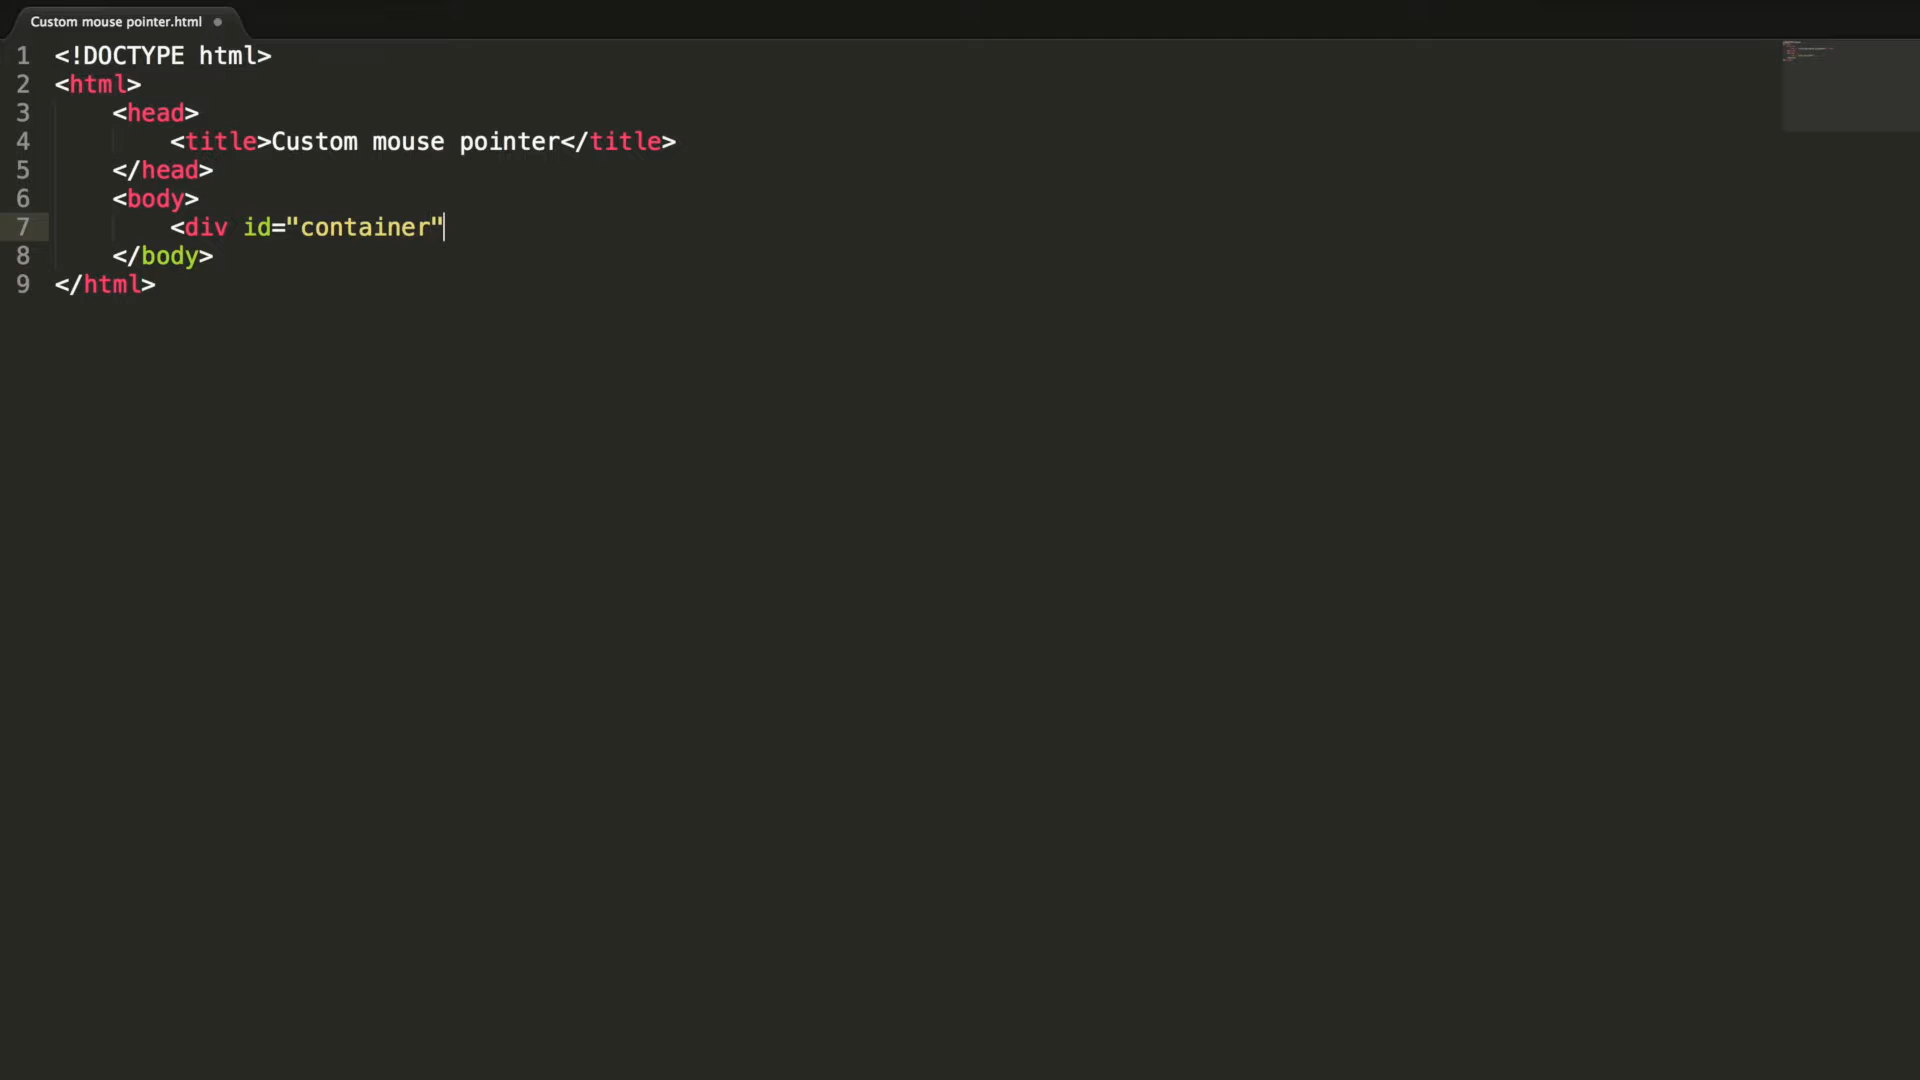 Custom mouse pointer.html
1 <!DOCTYPE html>
2 <html>
3 <head>
4 <title>Custom mouse pointer</title>
5 </head>
6 <body>
7 <div id="container"
8 </body>
9 </html>